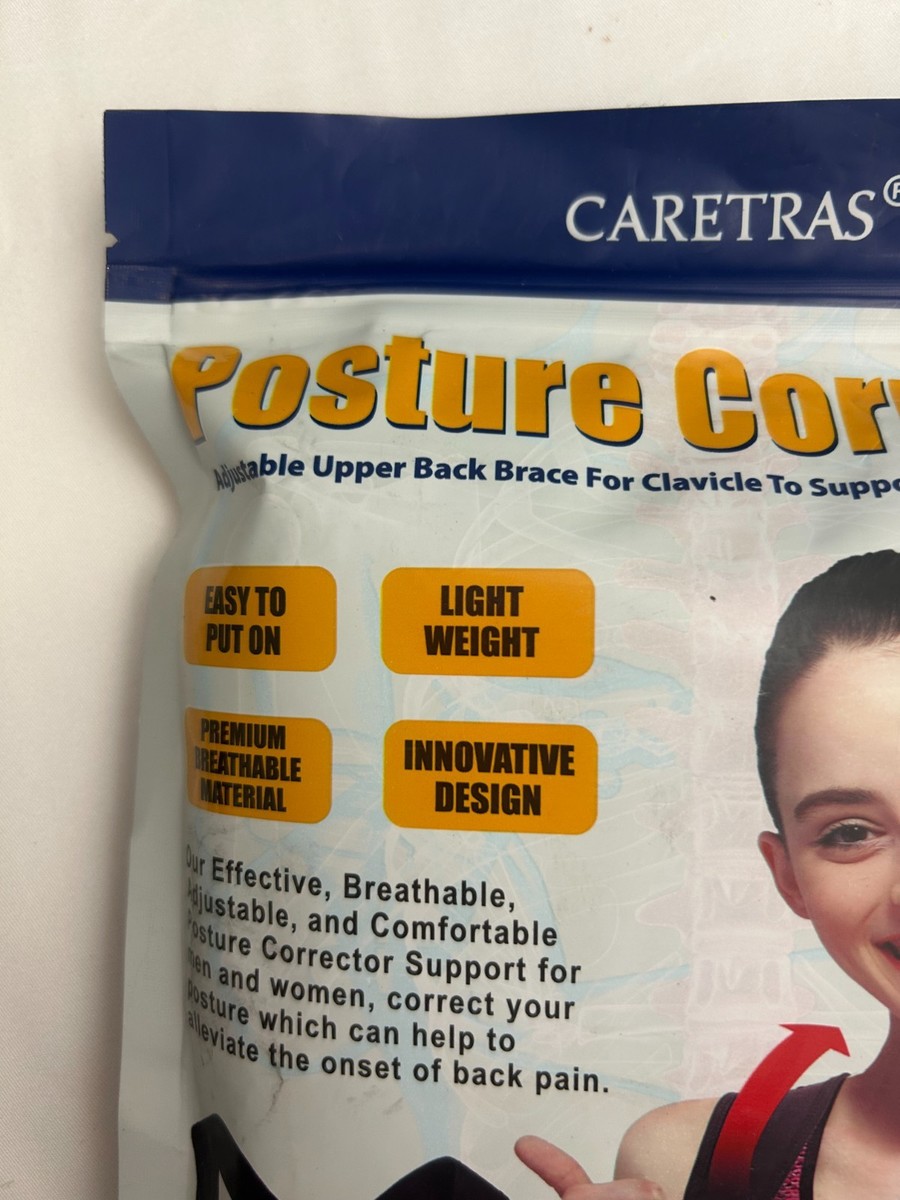 CARETRAS®
Posture Corr
Adjustable Upper Back Brace For Clavicle To Suppo
EASY TO
PUT ON
LIGHT
WEIGHT
PREMIUM
BREATHABLE
MATERIAL
INNOVATIVE
DESIGN
Our Effective, Breathable,
Adjustable, and Comfortable
Posture Corrector Support for
men and women, correct your
posture which can help to
alleviate the onset of back pain.